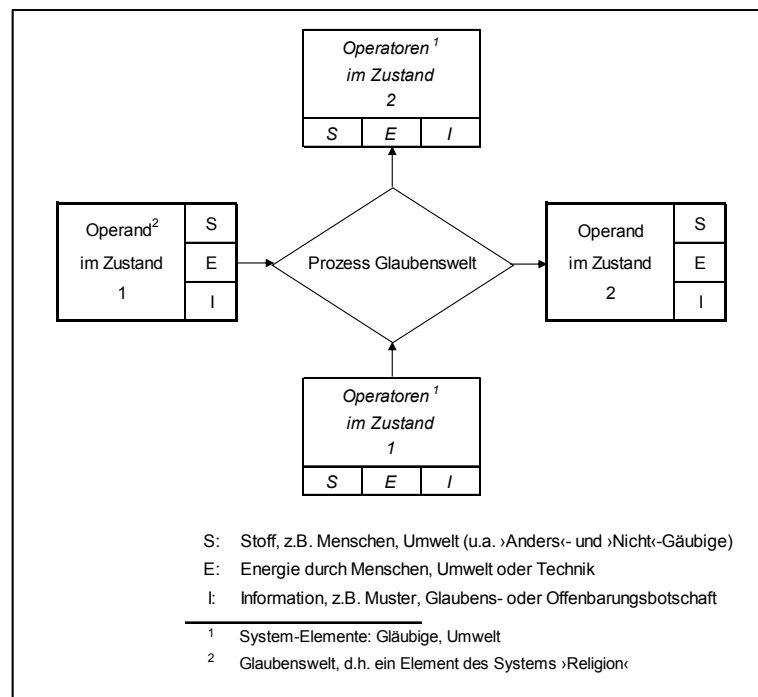 Operatoren ¹
im Zustand
2
S E I
Operand²
im Zustand
1
S
E
I
Prozess Glaubenswelt
Operand
im Zustand
2
S
E
I
Operatoren ¹
im Zustand
1
S E I
S: Stoff, z.B. Menschen, Umwelt (u.a. ›Anders‹- und ›Nicht‹-Gäubige)
E: Energie durch Menschen, Umwelt oder Technik
I: Information, z.B. Muster, Glaubens- oder Offenbarungsbotschaft
¹ System-Elemente: Gläubige, Umwelt
² Glaubenswelt, d.h. ein Element des Systems ›Religion‹